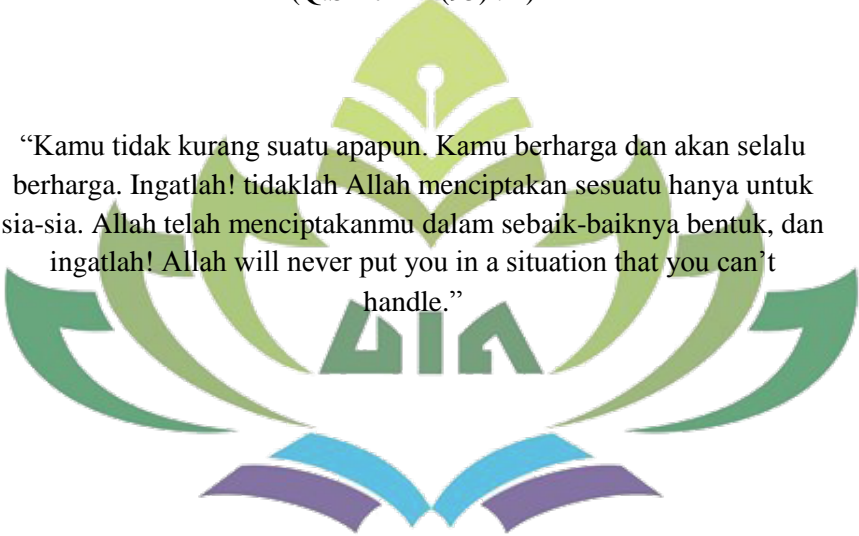 “Kamu tidak kurang suatu apapun. Kamu berharga dan akan selalu
berharga. Ingatlah! tidaklah Allah menciptakan sesuatu hanya untuk
sia-sia. Allah telah menciptakanmu dalam sebaik-baiknya bentuk, dan
ingatlah! Allah will never put you in a situation that you can’t
handle.”
UIN